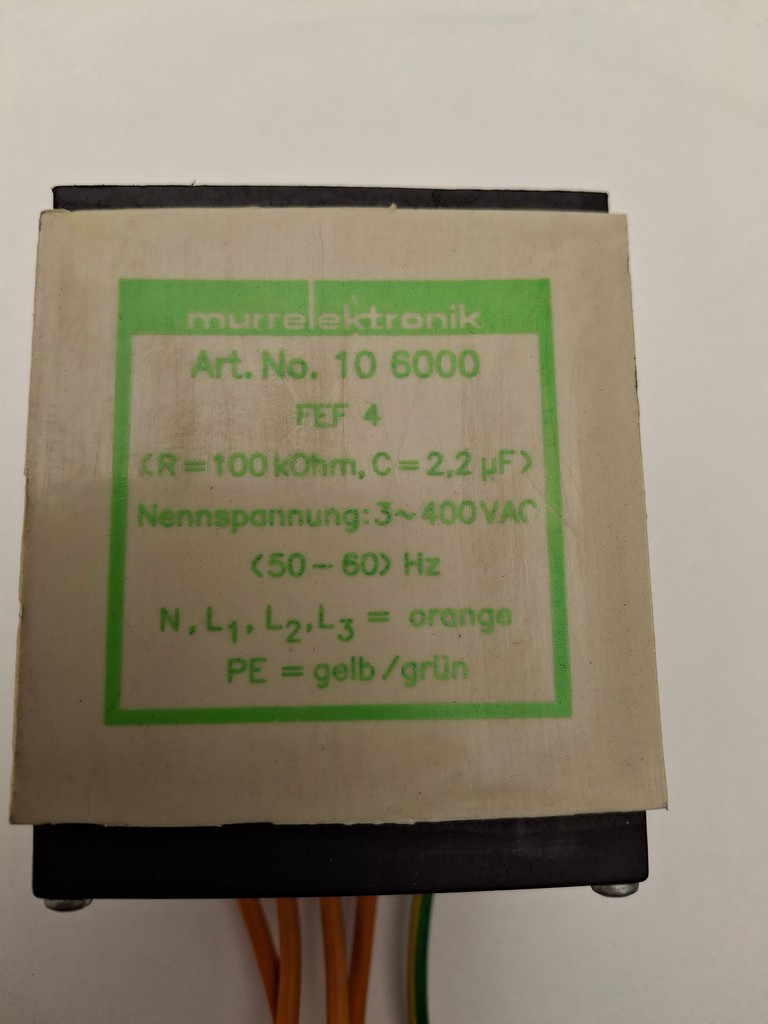 murrelektronik
Art. No. 10 6000
FEF 4
(R = 100 kOhm, C = 2,2 µF)
Nennspannung: 3~400 VAC
(50 – 60) Hz
N, L1, L2, L3 = orange
PE = gelb/grün